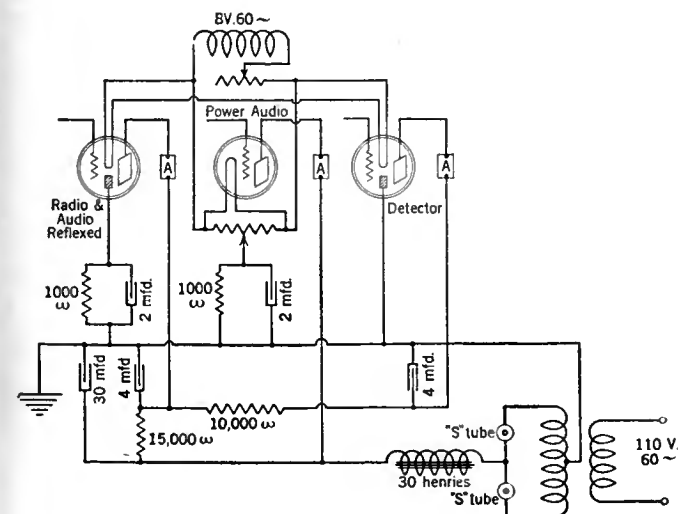 8V.60~
Power Audio
A
A
A
Radio &
Audio
Reflexed
Detector
1000
ω
2 mfd.
1000
ω
2 mfd.
30 mfd
4 mfd
4 mfd.
10,000 ω
15,000 ω
"S" tube
30 henries
"S" tube
110 V.
60~